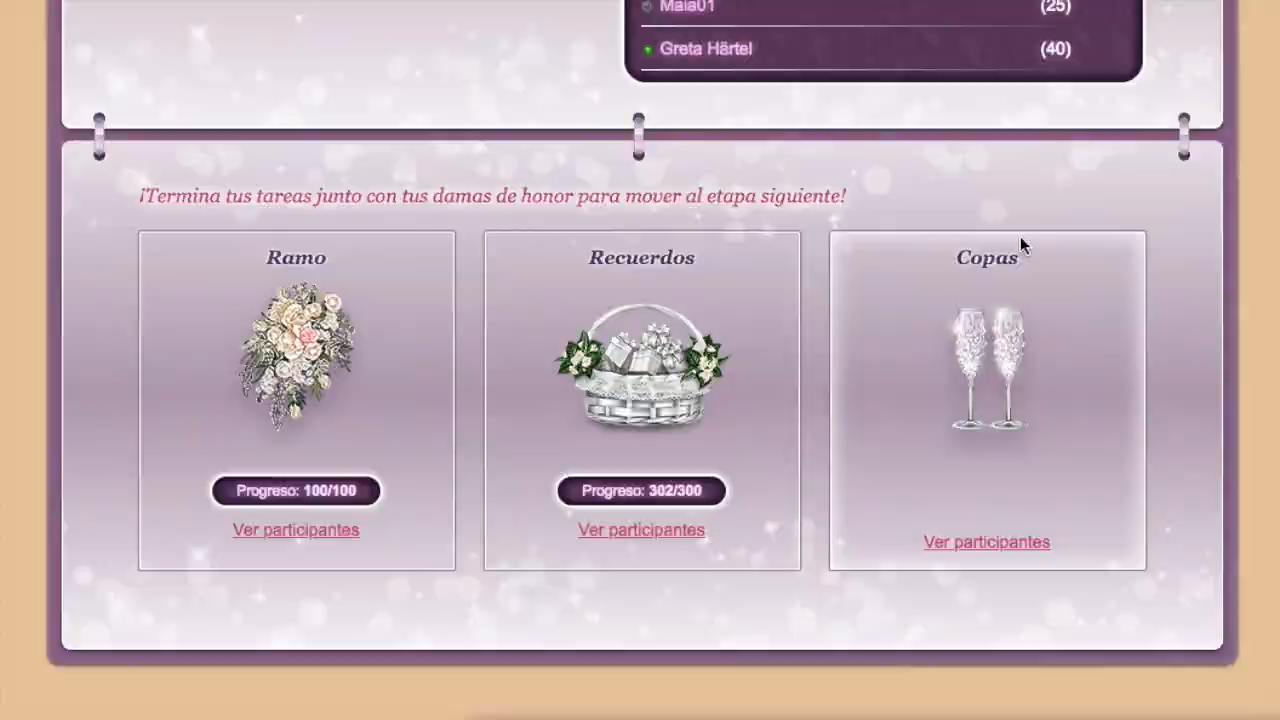 Maia01 (25)
Greta Härtel (40)
¡Termina tus tareas junto con tus damas de honor para mover al etapa siguiente!
Ramo
Recuerdos
Copas
Progreso: 100/100
Progreso: 302/300
Ver participantes
Ver participantes
Ver participantes